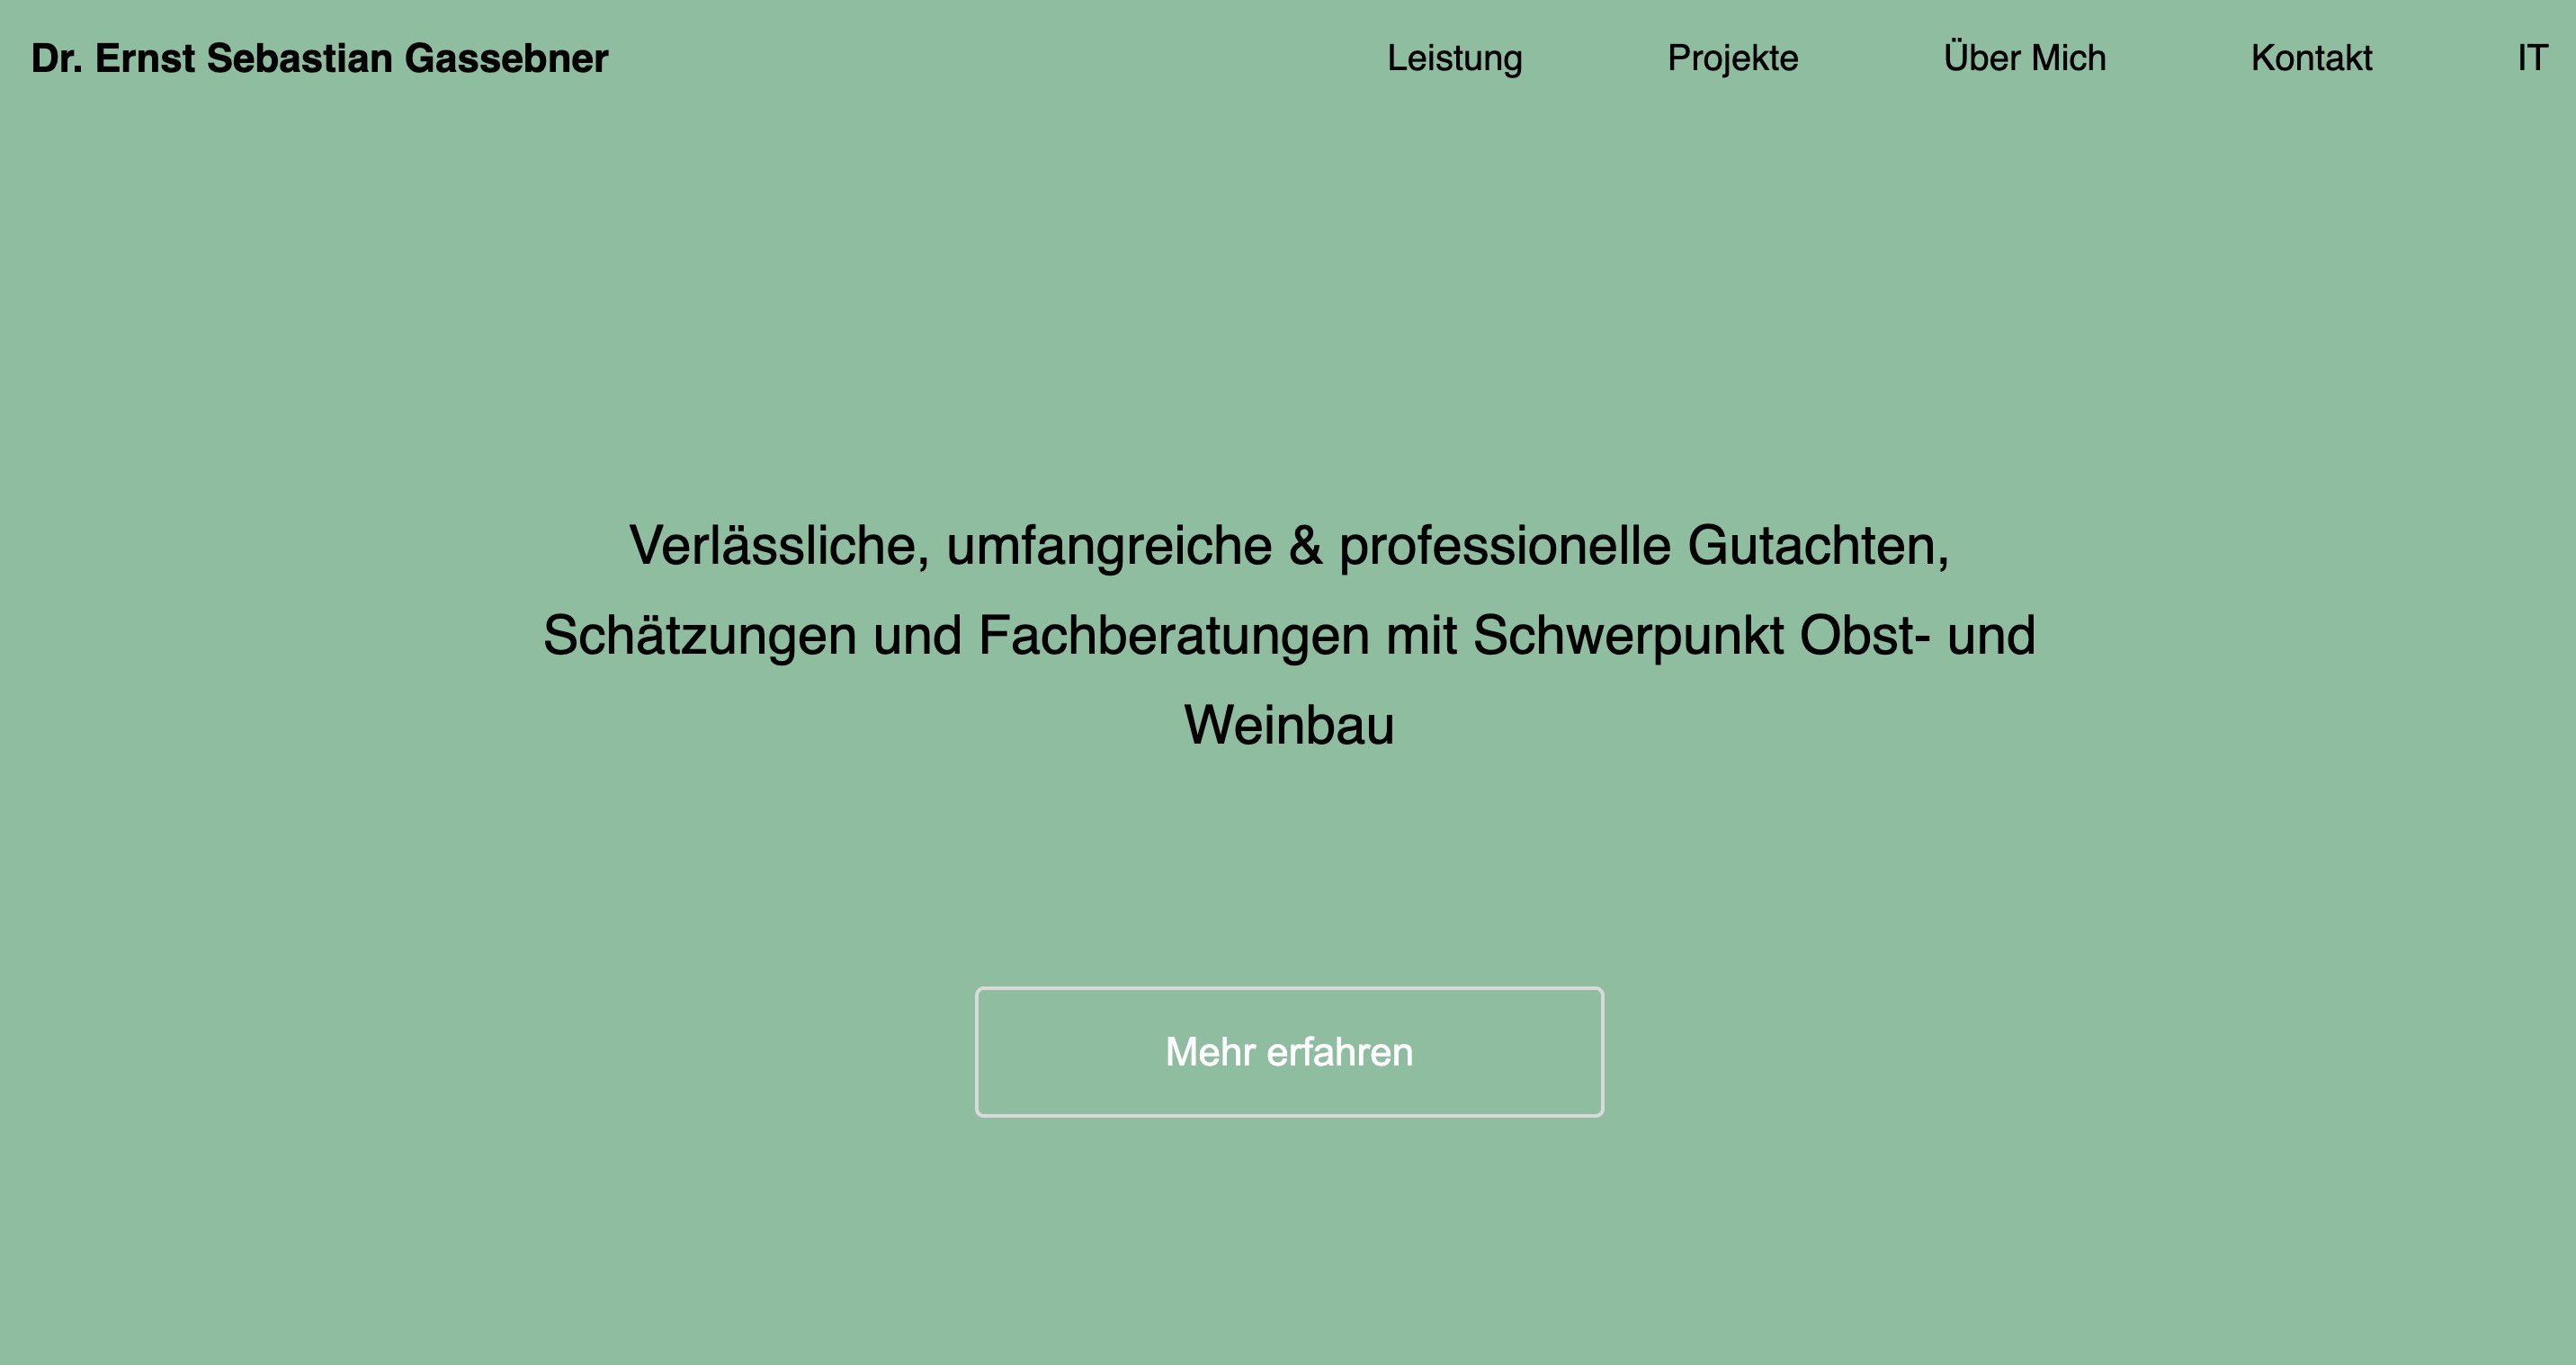 Dr. Ernst Sebastian Gassebner
Leistung
Projekte
Über Mich
Kontakt
IT
Verlässliche, umfangreiche & professionelle Gutachten,
Schätzungen und Fachberatungen mit Schwerpunkt Obst- und
Weinbau
Mehr erfahren